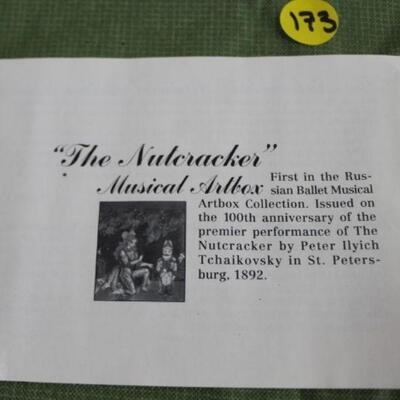 173
"The Nutcracker"
Musical Artbox
First in the Rus-
sian Ballet Musical
Artbox Collection. Issued on
the 100th anniversary of the
premier performance of The
Nutcracker by Peter Ilyich
Tchaikovsky in St. Peters-
burg, 1892.